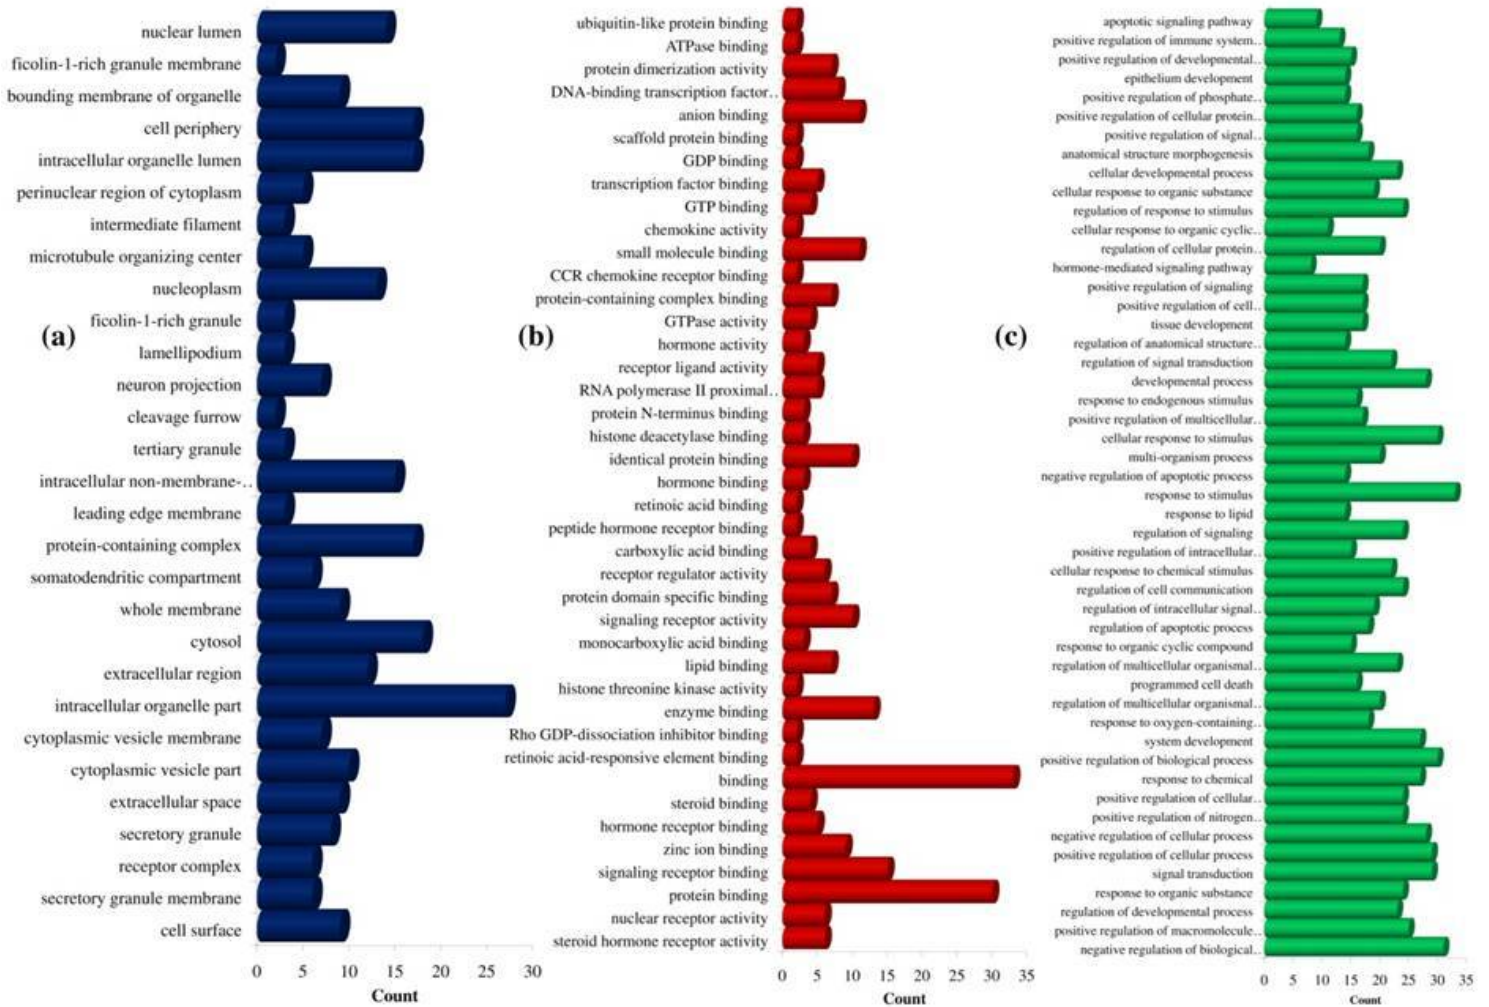 nuclear lumen
ficolin-1-rich granule membrane
bounding membrane of organelle
cell periphery
intracellular organelle lumen
perinuclear region of cytoplasm
intermediate filament
microtubule organizing center
nucleoplasm
ficolin-1-rich granule
(a)
lamellipodium
neuron projection
cleavage furrow
tertiary granule
intracellular non-membrane-..
leading edge membrane
protein-containing complex
somatodendritic compartment
whole membrane
cytosol
extracellular region
intracellular organelle part
cytoplasmic vesicle membrane
cytoplasmic vesicle part
extracellular space
secretory granule
receptor complex
secretory granule membrane
cell surface
0 5 10 15 20 25 30
Count
ubiquitin-like protein binding
ATPase binding
protein dimerization activity
DNA-binding transcription factor..
anion binding
scaffold protein binding
GDP binding
transcription factor binding
GTP binding
chemokine activity
small molecule binding
CCR chemokine receptor binding
protein-containing complex binding
GTPase activity
(b)
hormone activity
receptor ligand activity
RNA polymerase II proximal..
protein N-terminus binding
histone deacetylase binding
identical protein binding
hormone binding
retinoic acid binding
peptide hormone receptor binding
carboxylic acid binding
receptor regulator activity
protein domain specific binding
signaling receptor activity
monocarboxylic acid binding
lipid binding
histone threonine kinase activity
enzyme binding
Rho GDP-dissociation inhibitor binding
retinoic acid-responsive element binding
binding
steroid binding
hormone receptor binding
zinc ion binding
signaling receptor binding
protein binding
nuclear receptor activity
steroid hormone receptor activity
0 5 10 15 20 25 30 35
Count
apoptotic signaling pathway
positive regulation of immune system..
positive regulation of developmental..
epithelium development
positive regulation of phosphate..
positive regulation of cellular protein..
positive regulation of signal..
anatomical structure morphogenesis
cellular developmental process
cellular response to organic substance
regulation of response to stimulus
cellular response to organic cyclic..
regulation of cellular protein..
hormone-mediated signaling pathway
positive regulation of signaling
positive regulation of cell..
tissue development
(c)
regulation of anatomical structure..
regulation of signal transduction
developmental process
response to endogenous stimulus
positive regulation of multicellular..
cellular response to stimulus
multi-organism process
negative regulation of apoptotic process
response to stimulus
response to lipid
regulation of signaling
positive regulation of intracellular..
cellular response to chemical stimulus
regulation of cell communication
regulation of intracellular signal..
regulation of apoptotic process
response to organic cyclic compound
regulation of multicellular organismal..
programmed cell death
regulation of multicellular organismal..
response to oxygen-containing..
system development
positive regulation of biological process
response to chemical
positive regulation of cellular..
positive regulation of nitrogen..
negative regulation of cellular process
positive regulation of cellular process
signal transduction
response to organic substance
regulation of developmental process
positive regulation of macromolecule..
negative regulation of biological..
0 5 10 15 20 25 30 35
Count